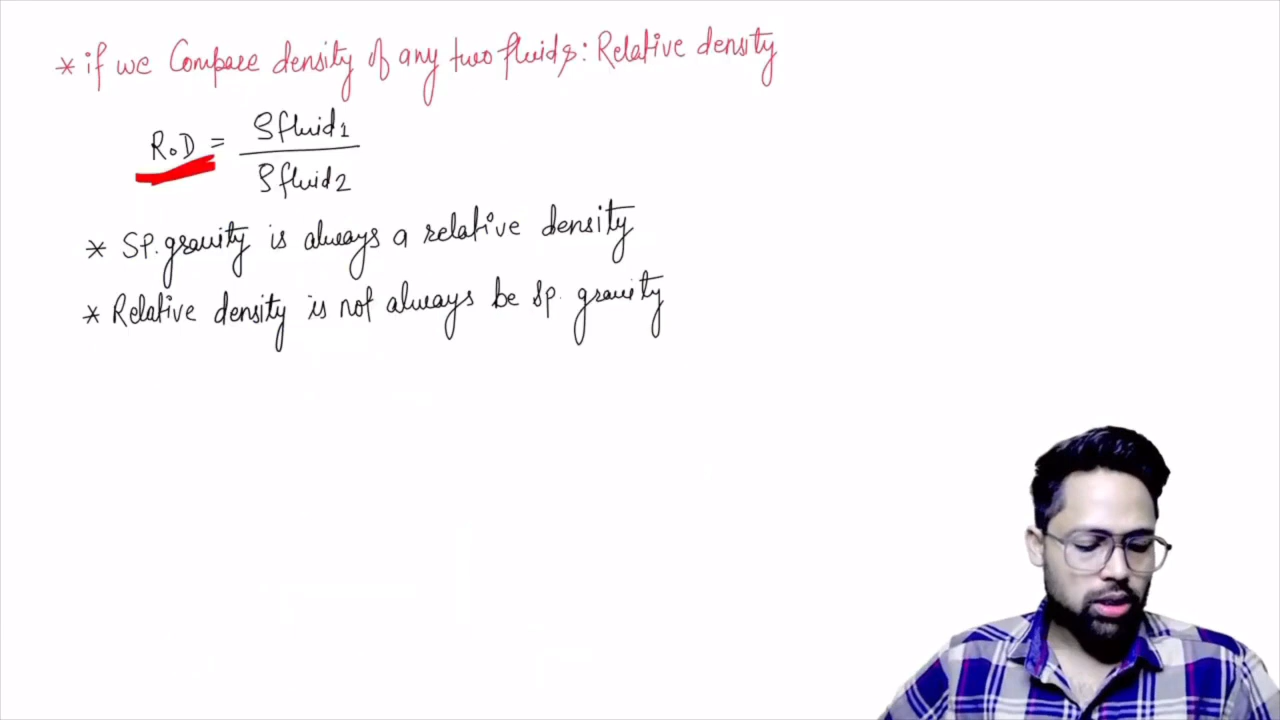 * if we Compare density of any two fluids: Relative density
R.D = ρfluid1 / ρfluid2
* SP. gravity is always a relative density
* Relative density is not always be sp. gravity